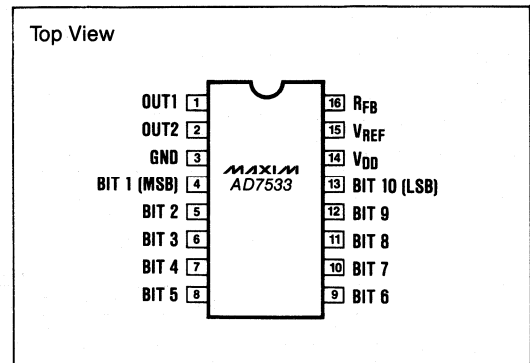 Top View
OUT1 1
OUT2 2
GND 3
BIT 1 (MSB) 4
BIT 2 5
BIT 3 6
BIT 4 7
BIT 5 8
MAXIM
AD7533
16 RFB
15 VREF
14 VDD
13 BIT 10 (LSB)
12 BIT 9
11 BIT 8
10 BIT 7
9 BIT 6